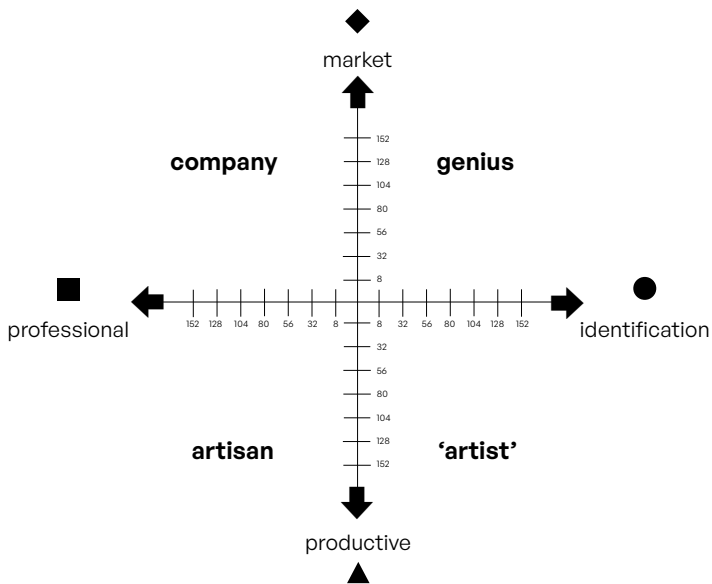 market
152
company genius
128
104
80
56
32
8
professional 152 128 104 80 56 32 8 8 32 56 80 104 128 152 identification
32
56
80
104
128
artisan ‘artist’
152
productive